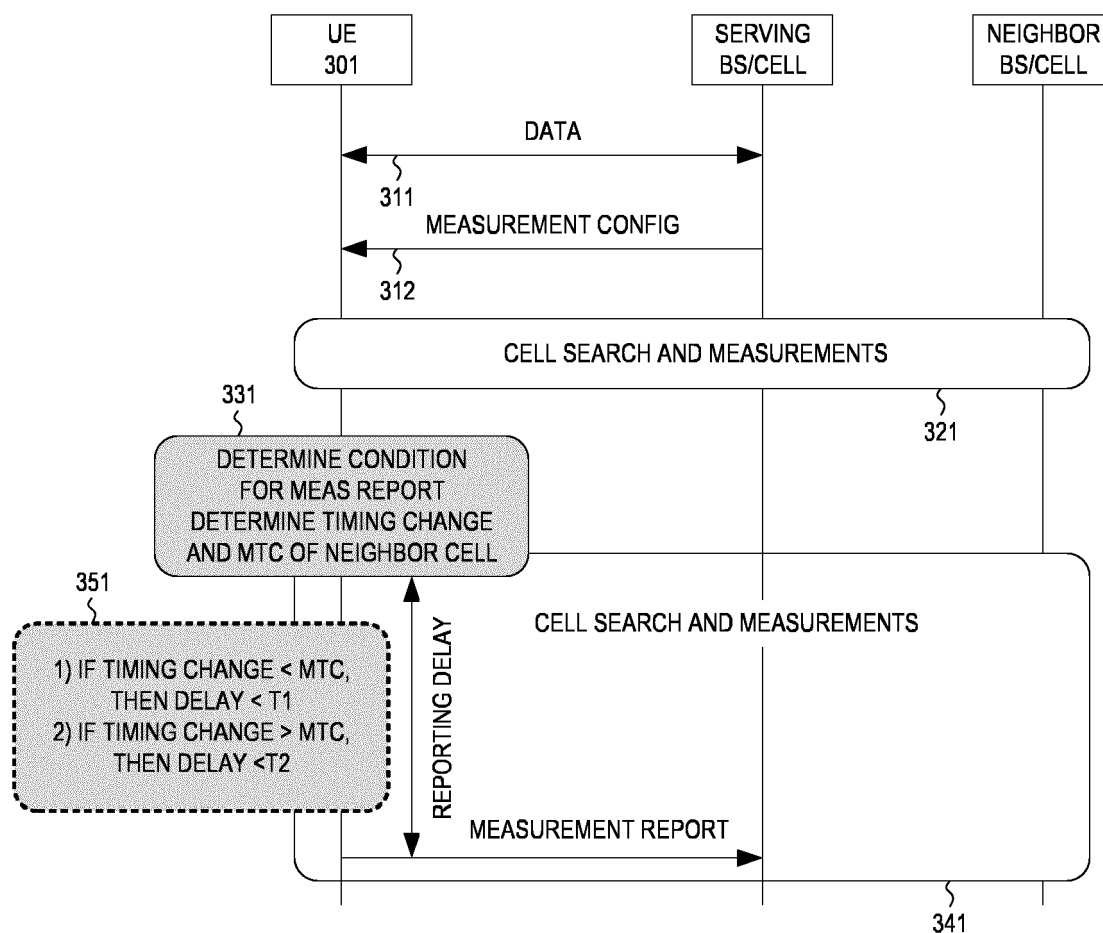 UE
301
SERVING
BS/CELL
NEIGHBOR
BS/CELL
DATA
311
MEASUREMENT CONFIG
312
CELL SEARCH AND MEASUREMENTS
321
331
DETERMINE CONDITION
FOR MEAS REPORT
DETERMINE TIMING CHANGE
AND MTC OF NEIGHBOR CELL
351
1) IF TIMING CHANGE < MTC,
THEN DELAY < T1
2) IF TIMING CHANGE > MTC,
THEN DELAY <T2
REPORTING DELAY
CELL SEARCH AND MEASUREMENTS
MEASUREMENT REPORT
341